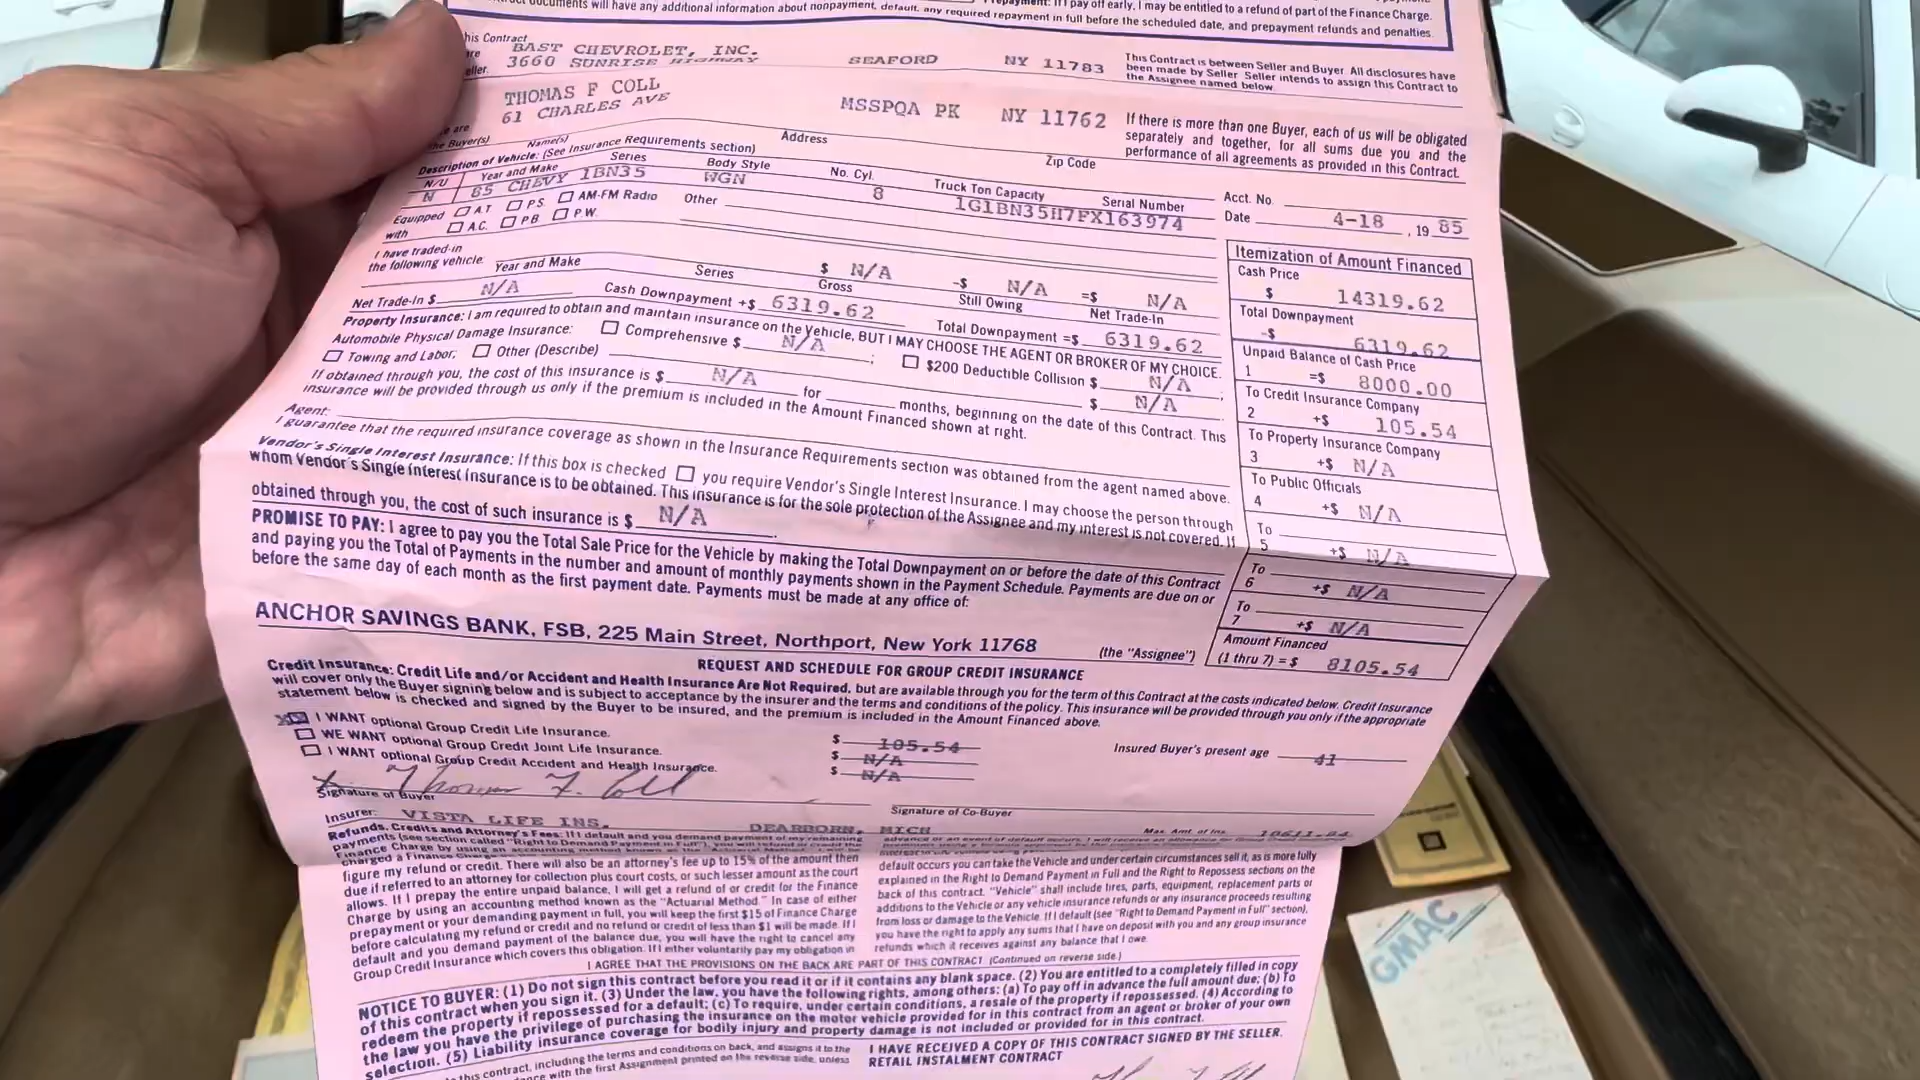 documents will have any additional information about nonpayment, default, any required repayment in full before the scheduled date, and prepayment refunds and penalties.
pay off early, I may be entitled to a refund of part of the Finance Charge.
his Contract
BAST CHEVROLET, INC.
3660 SUNRISE HIGHWAY SEAFORD NY 11783
This Contract is between Seller and Buyer. All disclosures have
been made by Seller. Seller intends to assign this Contract to
the Assignee named below.
THOMAS F COLL
61 CHARLES AVE MSSPQA PK NY 11762
If there is more than one Buyer, each of us will be obligated
separately and together, for all sums due you and the
performance of all agreements as provided in this Contract.
the Buyer(s) Name(s) Address Zip Code
Description of Vehicle: (See Insurance Requirements section)
N/U Year and Make Series Body Style No. Cyl. Truck Ton Capacity Serial Number
N 85 CHEVY 1BN35 WGN 8 1G1BN35H7FX163974
Acct. No.
Date 4-18, 19 85
Equipped with A.T. P.S. AM-FM Radio Other
A.C. P.B. P.W.
I have traded-in
the following vehicle: Year and Make Series
N/A
$ N/A Gross -$ N/A Still Owing =$ N/A Net Trade-In
Net Trade-In $ Cash Downpayment +$ 6319.62 Total Downpayment =$ 6319.62
Property Insurance: I am required to obtain and maintain insurance on the Vehicle, BUT I MAY CHOOSE THE AGENT OR BROKER OF MY CHOICE.
Automobile Physical Damage Insurance: Comprehensive $ N/A; $200 Deductible Collision $ N/A;
Towing and Labor; Other (Describe) $ N/A
If obtained through you, the cost of this insurance is $ N/A for months, beginning on the date of this Contract. This
insurance will be provided through us only if the premium is included in the Amount Financed shown at right.
Agent:
I guarantee that the required insurance coverage as shown in the Insurance Requirements section was obtained from the agent named above.
Vendor's Single Interest Insurance: If this box is checked you require Vendor's Single Interest Insurance. I may choose the person through
whom Vendor's Single Interest Insurance is to be obtained. This insurance is for the sole protection of the Assignee and my interest is not covered. If
obtained through you, the cost of such insurance is $ N/A
PROMISE TO PAY: I agree to pay you the Total Sale Price for the Vehicle by making the Total Downpayment on or before the date of this Contract
and paying you the Total of Payments in the number and amount of monthly payments shown in the Payment Schedule. Payments are due on or
before the same day of each month as the first payment date. Payments must be made at any office of:
ANCHOR SAVINGS BANK, FSB, 225 Main Street, Northport, New York 11768 (the "Assignee")
Itemization of Amount Financed
Cash Price
$ 14319.62
Total Downpayment
-$ 6319.62
Unpaid Balance of Cash Price
1 =$ 8000.00
To Credit Insurance Company
2 +$ 105.54
To Property Insurance Company
3 +$ N/A
To Public Officials
4 +$ N/A
To
5 +$ N/A
To
6 +$ N/A
To
7 +$ N/A
Amount Financed
(1 thru 7) = $ 8105.54
REQUEST AND SCHEDULE FOR GROUP CREDIT INSURANCE
Credit Insurance: Credit Life and/or Accident and Health Insurance Are Not Required, but are available through you for the term of this Contract at the costs indicated below. Credit Insurance
will cover only the Buyer signing below and is subject to acceptance by the insurer and the terms and conditions of the policy. This insurance will be provided through you only if the appropriate
statement below is checked and signed by the Buyer to be insured, and the premium is included in the Amount Financed above.
I WANT optional Group Credit Life Insurance. $ 105.54 Insured Buyer's present age 41
WE WANT optional Group Credit Joint Life Insurance. $ N/A
I WANT optional Group Credit Accident and Health Insurance. $ N/A
x Thomas F. Coll
Signature of Buyer Signature of Co-Buyer
Insurer: VISTA LIFE INS. DEARBORN, MICH Max. Amt. of Ins.
Refunds, Credits and Attorney's Fees: If I default and you demand payment of my remaining
payments (see section called "Right to Demand Payment in Full"),
figure my refund or credit. There will also be an attorney's fee up to 15% of the amount then
due if referred to an attorney for collection plus court costs, or such lesser amount as the court
allows. If I prepay the entire unpaid balance, I will get a refund of or credit for the Finance
Charge by using an accounting method known as the "Actuarial Method." In case of either
prepayment or your demanding payment in full, you will keep the first $15 of Finance Charge
before calculating my refund or credit and no refund or credit of less than $1 will be made. If I
default and you demand payment of the balance due, you will have the right to cancel any
Group Credit Insurance which covers this obligation. If I either voluntarily pay my obligation in
default occurs you can take the Vehicle and under certain circumstances sell it, as is more fully
explained in the Right to Demand Payment in Full and the Right to Repossess sections on the
back of this contract. "Vehicle" shall include tires, parts, equipment, replacement parts or
additions to the Vehicle or any vehicle insurance refunds or any insurance proceeds resulting
from loss or damage to the Vehicle. If I default (see "Right to Demand Payment in Full" section),
you have the right to apply any sums that I have on deposit with you and any group insurance
refunds which it receives against any balance that I owe.
I AGREE THAT THE PROVISIONS ON THE BACK ARE PART OF THIS CONTRACT (Continued on reverse side.)
NOTICE TO BUYER: (1) Do not sign this contract before you read it or if it contains any blank space. (2) You are entitled to a completely filled in copy
of this contract when you sign it. (3) Under the law, you have the following rights, among others: (a) To pay off in advance the full amount due; (b) To
redeem the property if repossessed for a default; (c) To require, under certain conditions, a resale of the property if repossessed. (4) According to
the law you have the privilege of purchasing the insurance on the motor vehicle provided for in this contract from an agent or broker of your own
selection. (5) Liability insurance coverage for bodily injury and property damage is not included or provided for in this contract.
this contract, including the terms and conditions on back, and assigns it to the
with the first Assignment printed on the reverse side, unless
I HAVE RECEIVED A COPY OF THIS CONTRACT SIGNED BY THE SELLER.
RETAIL INSTALMENT CONTRACT
GMAC